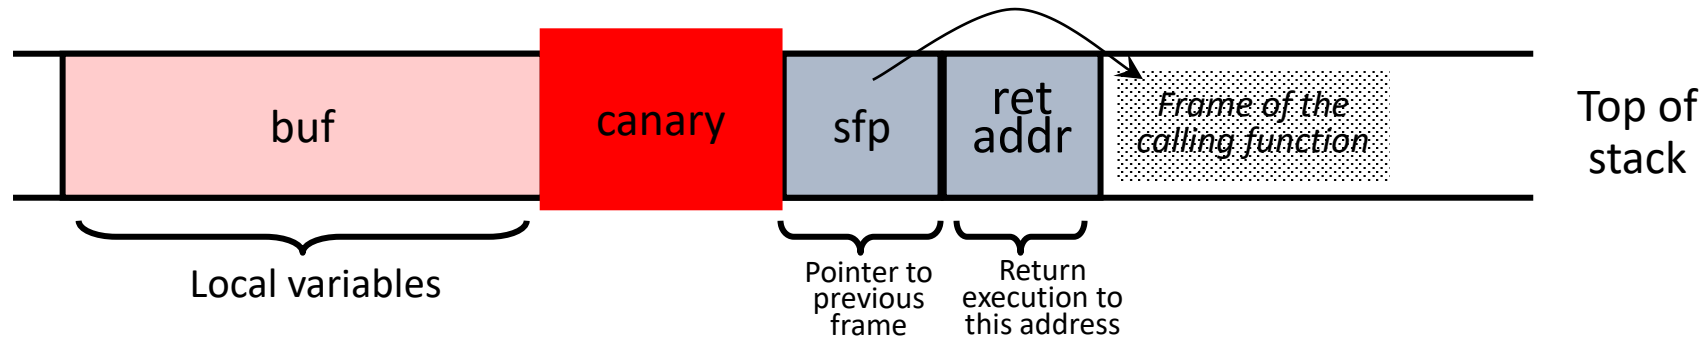 buf
canary
sfp
ret
addr
Frame of the
calling function
Top of
stack
Local variables
Pointer to
previous
frame
Return
execution to
this address